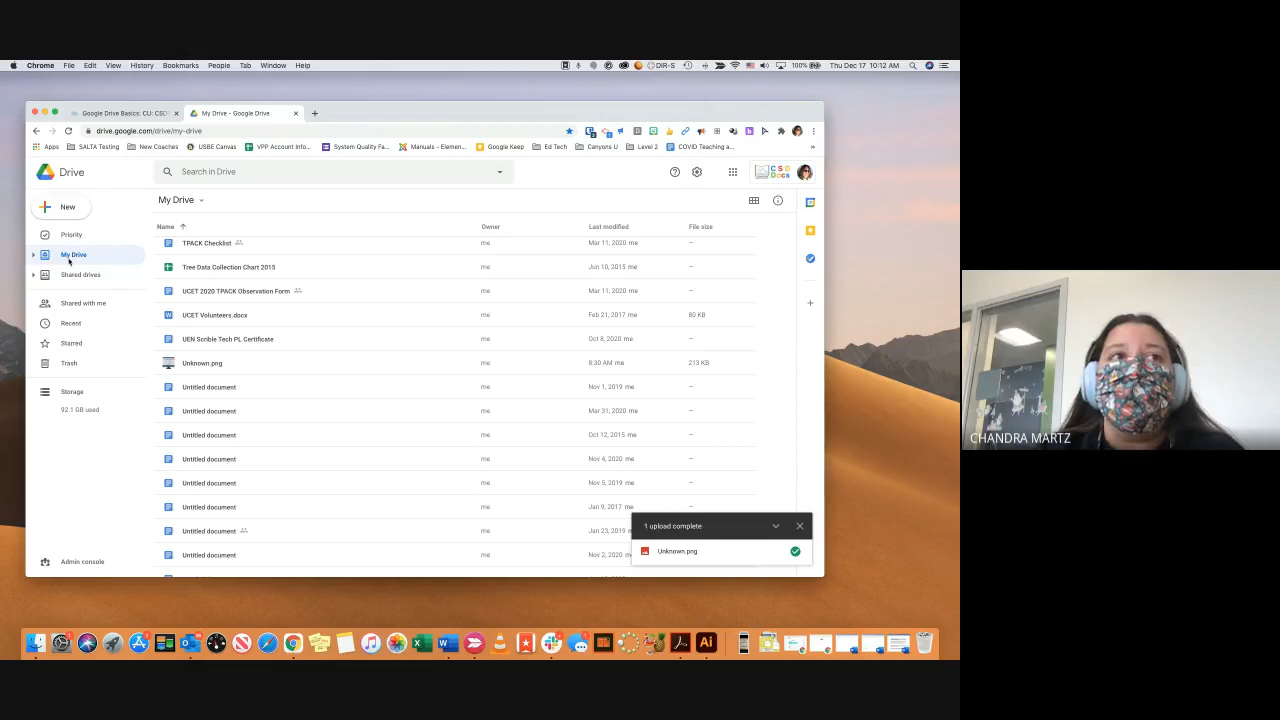 Chrome File Edit View History Bookmarks People Tab Window Help
DIR-S 100% Thu Dec 17 10:12 AM
Google Drive Basics: CU: CSD
My Drive - Google Drive
drive.google.com/drive/my-drive
Apps SALTA Testing New Coaches USBE Canvas VPP Account Info... System Quality Fa... Manuals - Elemen... Google Keep Ed Tech Canyons U Level 2 COVID Teaching a...
Drive
Search in Drive
CSD Docs
New
My Drive
Name Owner Last modified File size
Priority
My Drive
Shared drives
Shared with me
Recent
Starred
Trash
Storage
92.1 GB used
Admin console
TPACK Checklist me Mar 11, 2020 me —
Tree Data Collection Chart 2015 me Jun 10, 2015 me —
UCET 2020 TPACK Observation Form me Mar 11, 2020 me —
UCET Volunteers.docx me Feb 21, 2017 me 80 KB
UEN Scrible Tech PL Certificate me Oct 8, 2020 me —
Unknown.png me 8:30 AM me 213 KB
Untitled document me Nov 1, 2019 me —
Untitled document me Mar 31, 2020 me —
Untitled document me Oct 12, 2015 me —
Untitled document me Nov 4, 2020 me —
Untitled document me Nov 5, 2019 me —
Untitled document me Jan 9, 2017 me —
Untitled document me Jan 23, 2019
Untitled document me Nov 2, 2020
1 upload complete
Unknown.png
Ai
CHANDRA MARTZ